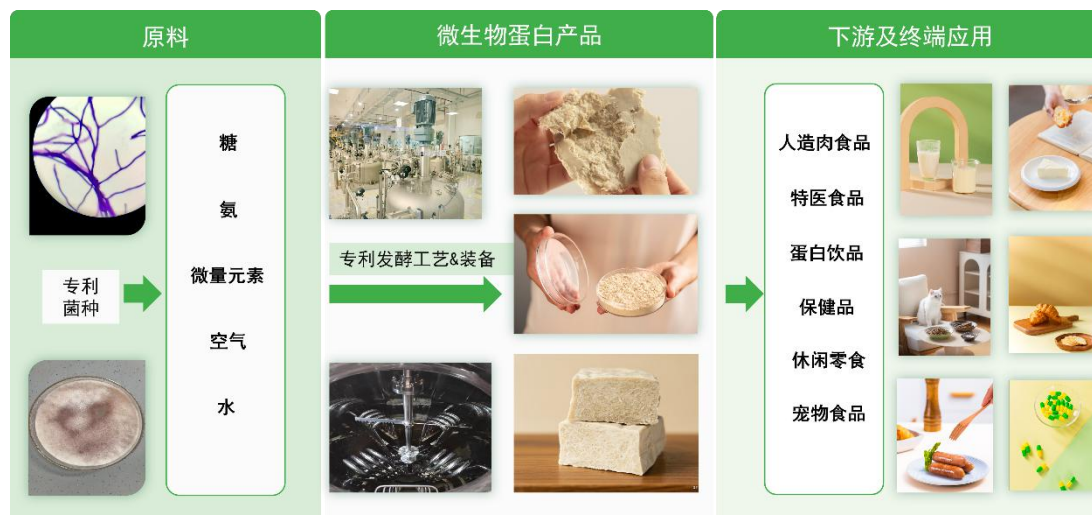 原料
微生物蛋白产品
下游及终端应用
专利
菌种
糖
氨
微量元素
空气
水
专利发酵工艺&装备
人造肉食品
特医食品
蛋白饮品
保健品
休闲零食
宠物食品